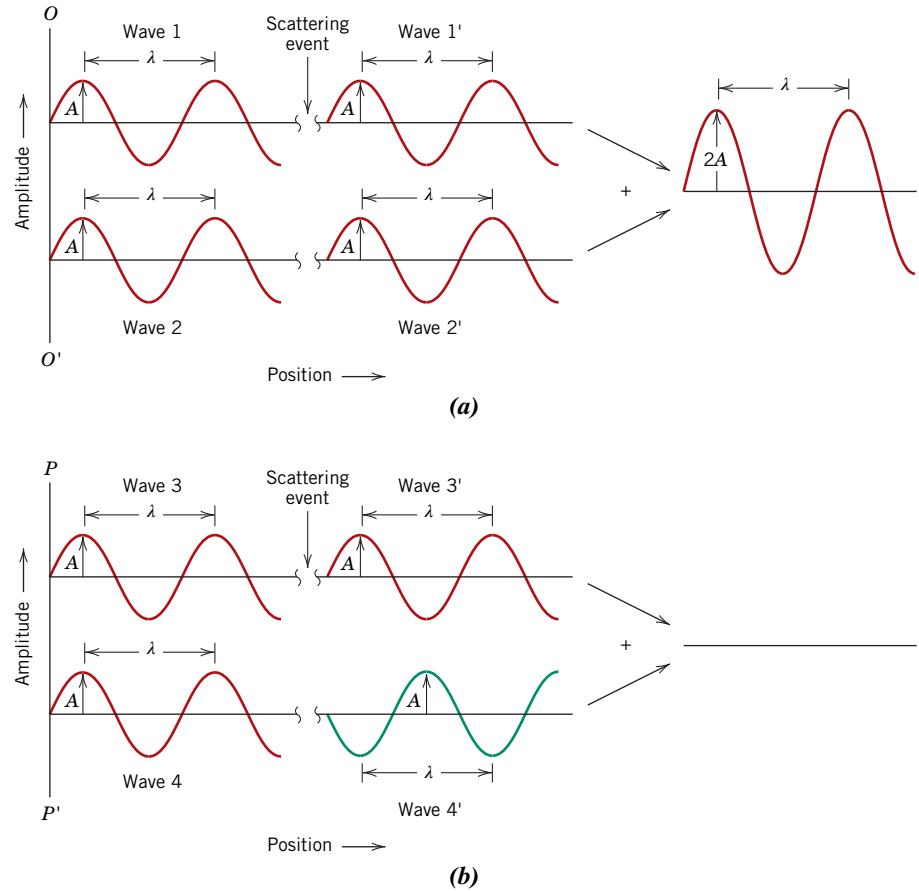 O
Wave 1
Scattering
event
Wave 1'
λ
λ
λ
A
A
2A
Amplitude
+
λ
λ
A
A
Wave 2
Wave 2'
O'
Position
(a)
P
Wave 3
Scattering
event
Wave 3'
λ
λ
A
A
Amplitude
+
λ
A
A
λ
Wave 4
Wave 4'
P'
Position
(b)